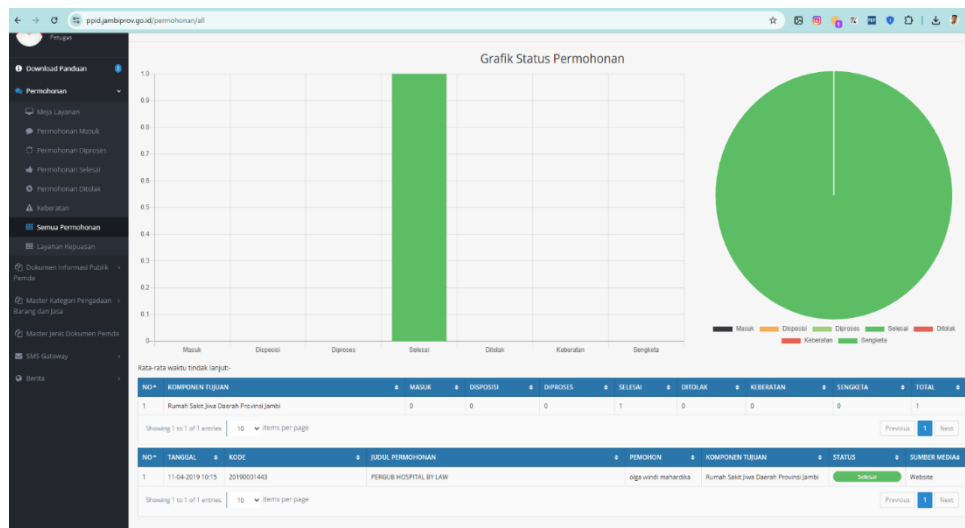 ppid.jambiprov.go.id/permohonan/all
Petugas
Download Panduan
Permohonan
Meja Layanan
Permohonan Masuk
Permohonan Diproses
Permohonan Selesai
Permohonan Ditolak
Keberatan
Semua Permohonan
Layanan Kepuasan
Dokumen Informasi Publik
Pemda
Master Kategori Pengadaan
Barang dan Jasa
Master Jenis Dokumen Pemda
SMS Gateway
Berita
Grafik Status Permohonan
1.0
0.9
0.8
0.7
0.6
0.5
0.4
0.3
0.2
0.1
0
Masuk Disposisi Diproses Selesai Ditolak Keberatan Sengketa
Masuk Disposisi Diproses Selesai Ditolak
Keberatan Sengketa
Rata-rata waktu tindak lanjut:-
NO KOMPONEN TUJUAN MASUK DISPOSISI DIPROSES SELESAI DITOLAK KEBERATAN SENGKETA TOTAL
1 Rumah Sakit Jiwa Daerah Provinsi Jambi 0 0 0 1 0 0 0 1
Showing 1 to 1 of 1 entries 10 items per page Previous 1 Next
NO TANGGAL KODE JUDUL PERMOHONAN PEMOHON KOMPONEN TUJUAN STATUS SUMBER MEDIA
1 11-04-2019 10:15 20190031443 PERGUB HOSPITAL BY LAW olga windi mahardika Rumah Sakit Jiwa Daerah Provinsi Jambi Selesai Website
Showing 1 to 1 of 1 entries 10 items per page Previous 1 Next